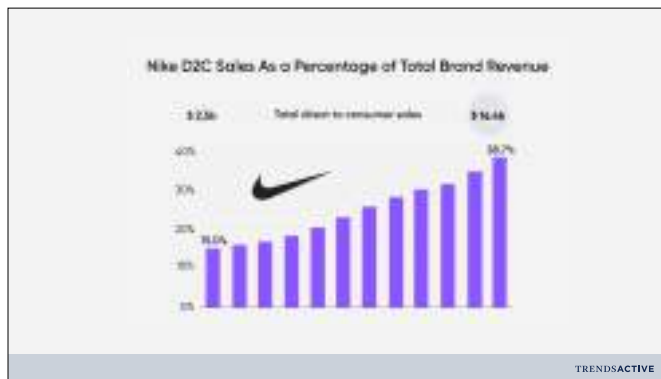 Nike D2C Sales As a Percentage of Total Brand Revenue
Total direct to consumer sales
40%
38.7%
30%
20%
15.0%
10%
0%
TRENDSACTIVE